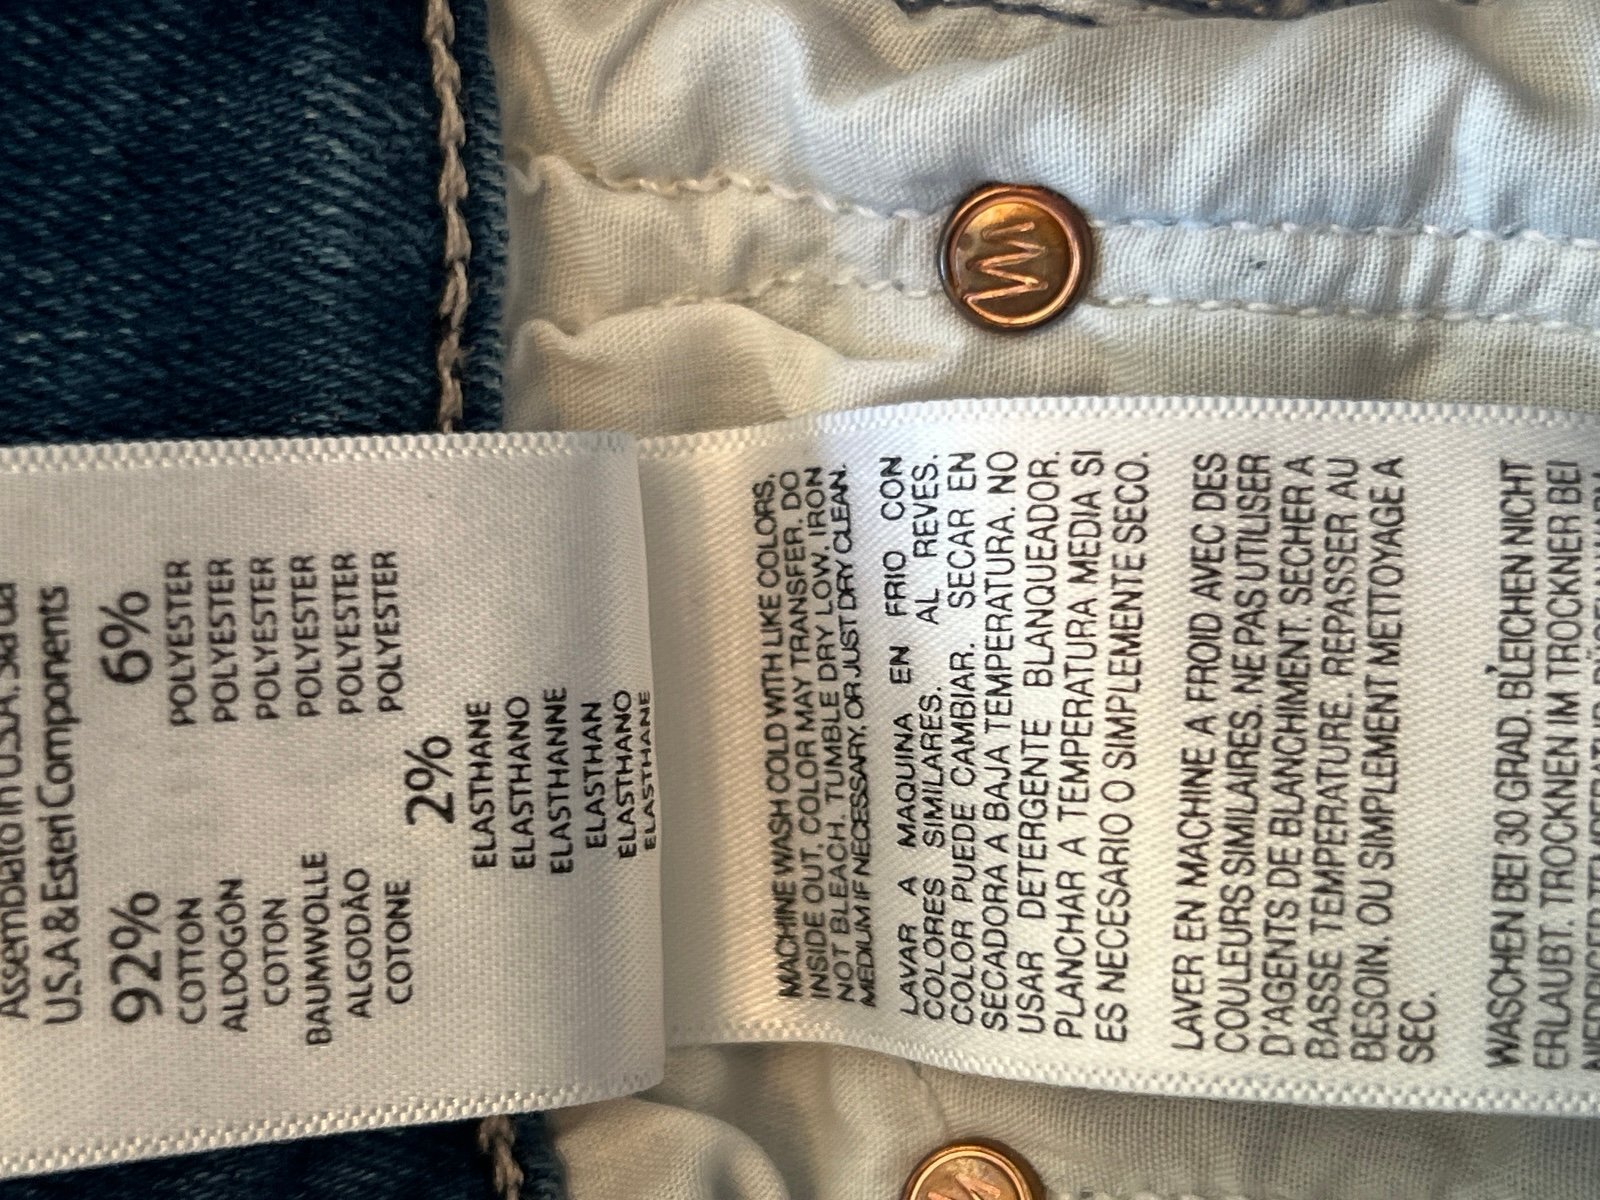 U.S.A & Esteri Components
92%
COTTON
ALDOGÓN
COTON
BAUMWOLLE
ALGODÃO
COTONE
6%
POLYESTER
POLYESTER
POLYESTER
POLYESTER
POLYESTER
POLYESTER
2%
ELASTHANE
ELASTHANO
ELASTHANNE
ELASTHAN
ELASTHANO
ELASTHANE
MACHINE WASH COLD WITH LIKE COLORS,
INSIDE OUT. COLOR MAY TRANSFER. DO
NOT BLEACH. TUMBLE DRY LOW. IRON
MEDIUM IF NECESSARY, OR JUST DRY CLEAN.
LAVAR A MAQUINA EN FRIO CON
COLORES SIMILARES. AL REVES.
COLOR PUEDE CAMBIAR. SECAR EN
SECADORA A BAJA TEMPERATURA. NO
USAR DETERGENTE BLANQUEADOR.
PLANCHAR A TEMPERATURA MEDIA SI
ES NECESARIO O SIMPLEMENTE SECO.
LAVER EN MACHINE A FROID AVEC DES
COULEURS SIMILAIRES. NE PAS UTILISER
D'AGENTS DE BLANCHIMENT. SECHER A
BASSE TEMPERATURE. REPASSER AU
BESOIN. OU SIMPLEMENT METTOYAGE A
SEC.
WASCHEN BEI 30 GRAD. BLEICHEN NICHT
ERLAUBT. TROCKNEN IM TROCKNER BEI